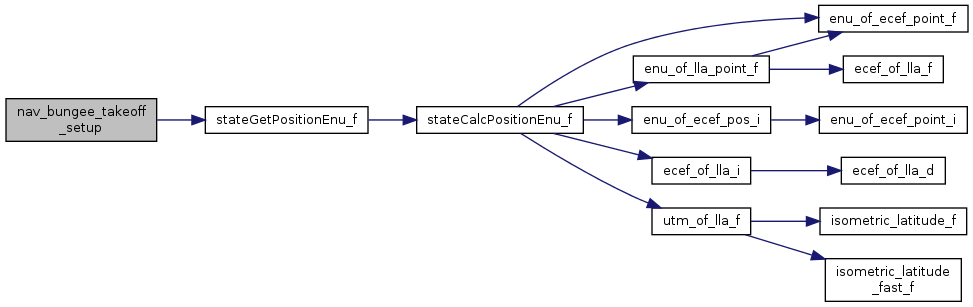 nav_bungee_takeoff
_setup
stateGetPositionEnu_f
stateCalcPositionEnu_f
enu_of_ecef_point_f
enu_of_lla_point_f
ecef_of_lla_f
enu_of_ecef_pos_i
enu_of_ecef_point_i
ecef_of_lla_i
ecef_of_lla_d
utm_of_lla_f
isometric_latitude_f
isometric_latitude
_fast_f